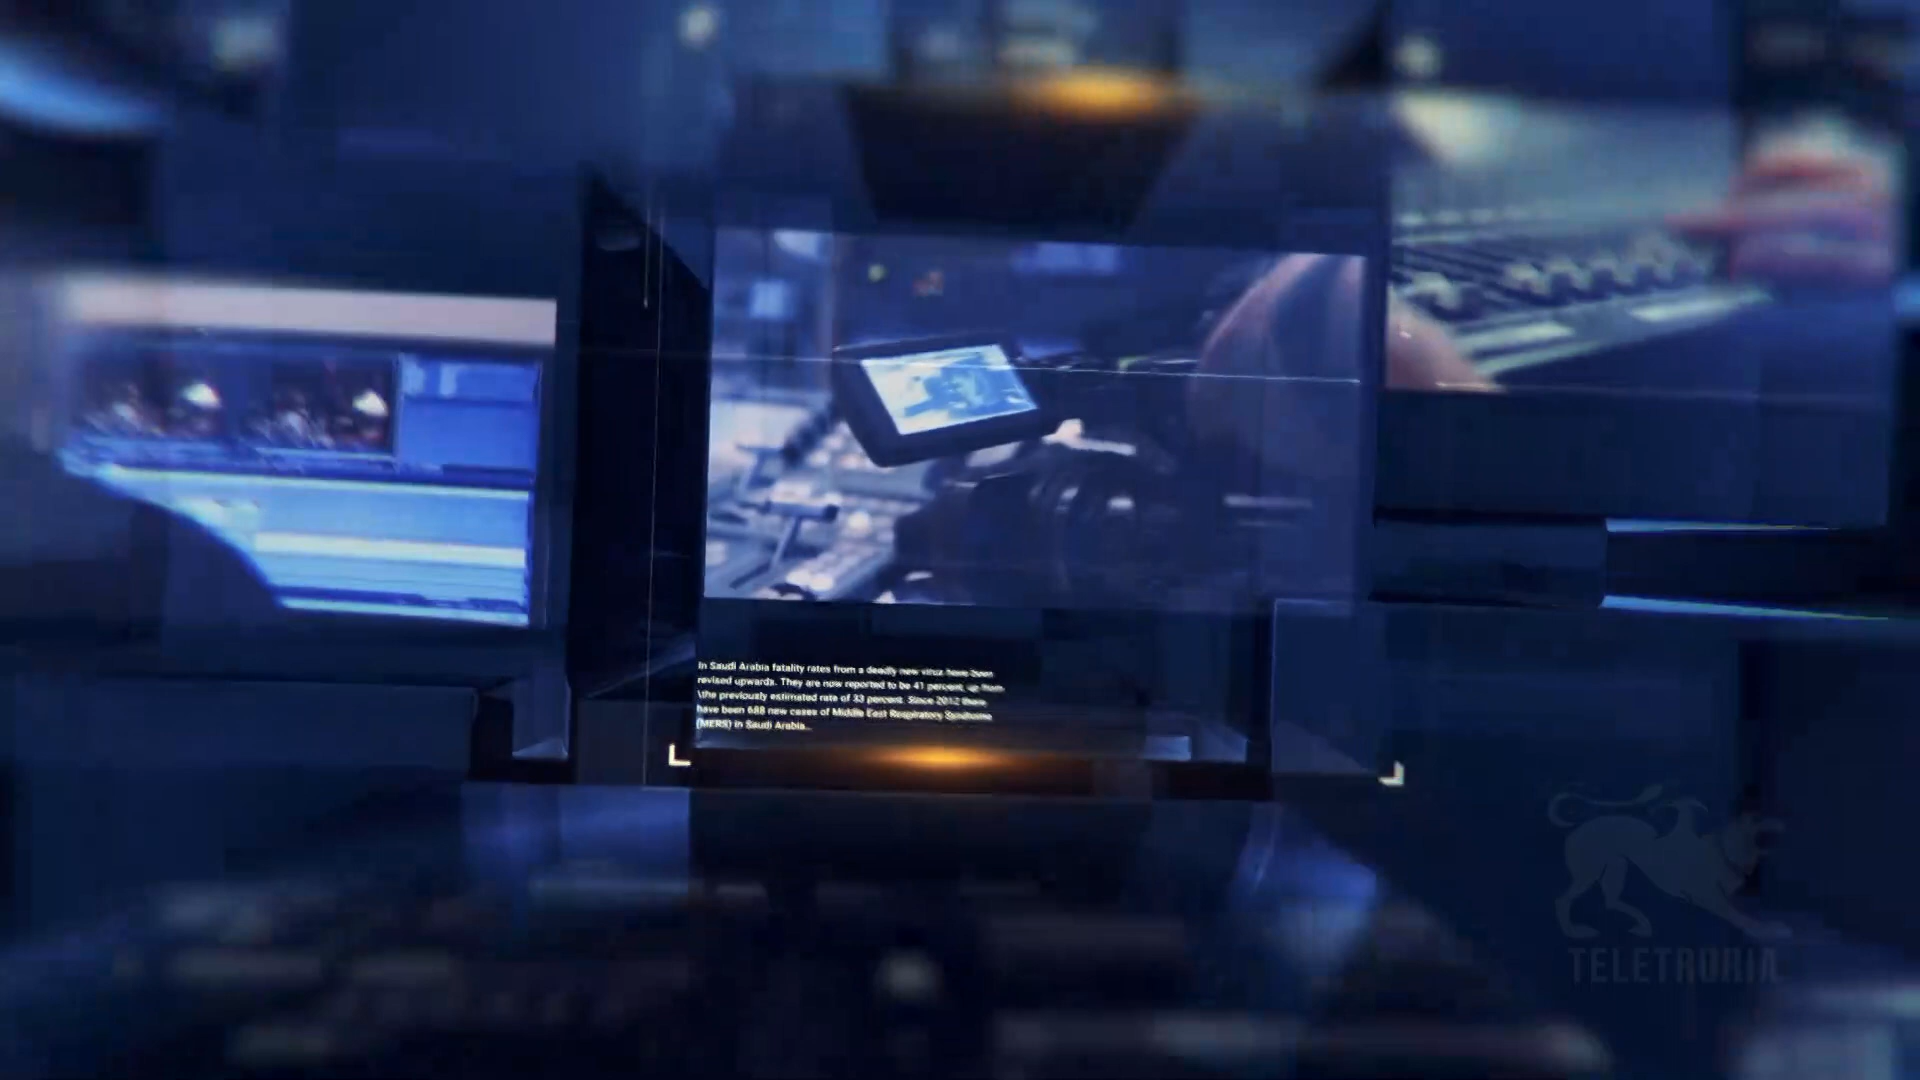 In Saudi Arabia fatality rates from a deadly new virus have been
revised upwards. They are now reported to be 41 percent, up from
\the previously estimated rate of 33 percent. Since 2012 there
have been 688 new cases of Middle East Respiratory Syndrome
(MERS) in Saudi Arabia...
TELETRURIA